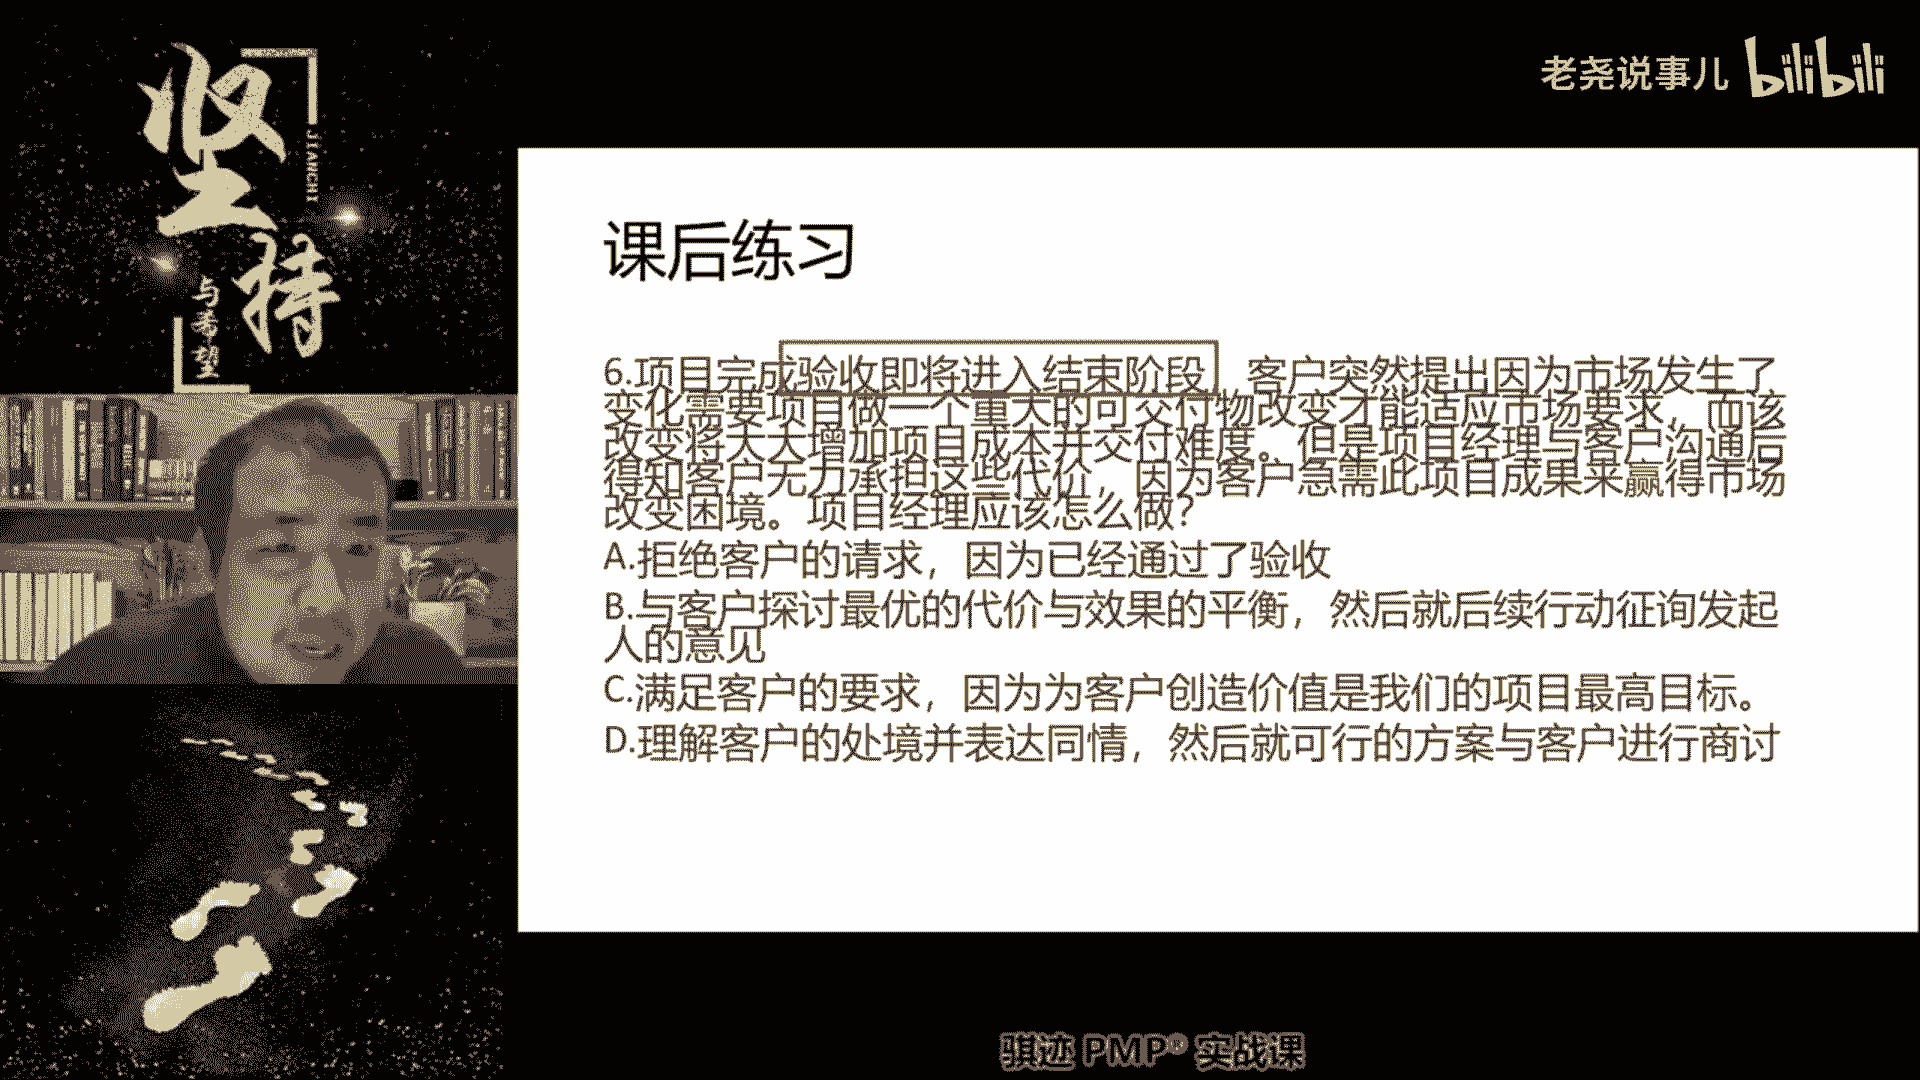 坚
持
JIANCHI
与希望
老尧说事儿 bilibili
课后练习
6.项目完成验收即将进入结束阶段，客户突然提出因为市场发生了
变化需要项目做一个重大的可交付物改变才能适应市场要求，而该
改变将大大增加项目成本并交付难度。但是项目经理与客户沟通后
得知客户无力承担这些代价，因为客户急需此项目成果来赢得市场
改变困境。项目经理应该怎么做？
A.拒绝客户的请求，因为已经通过了验收
B.与客户探讨最优的代价与效果的平衡，然后就后续行动征询发起
人的意见
C.满足客户的要求，因为为客户创造价值是我们的项目最高目标。
D.理解客户的处境并表达同情，然后就可行的方案与客户进行商讨
骐迹 PMP® 实战课